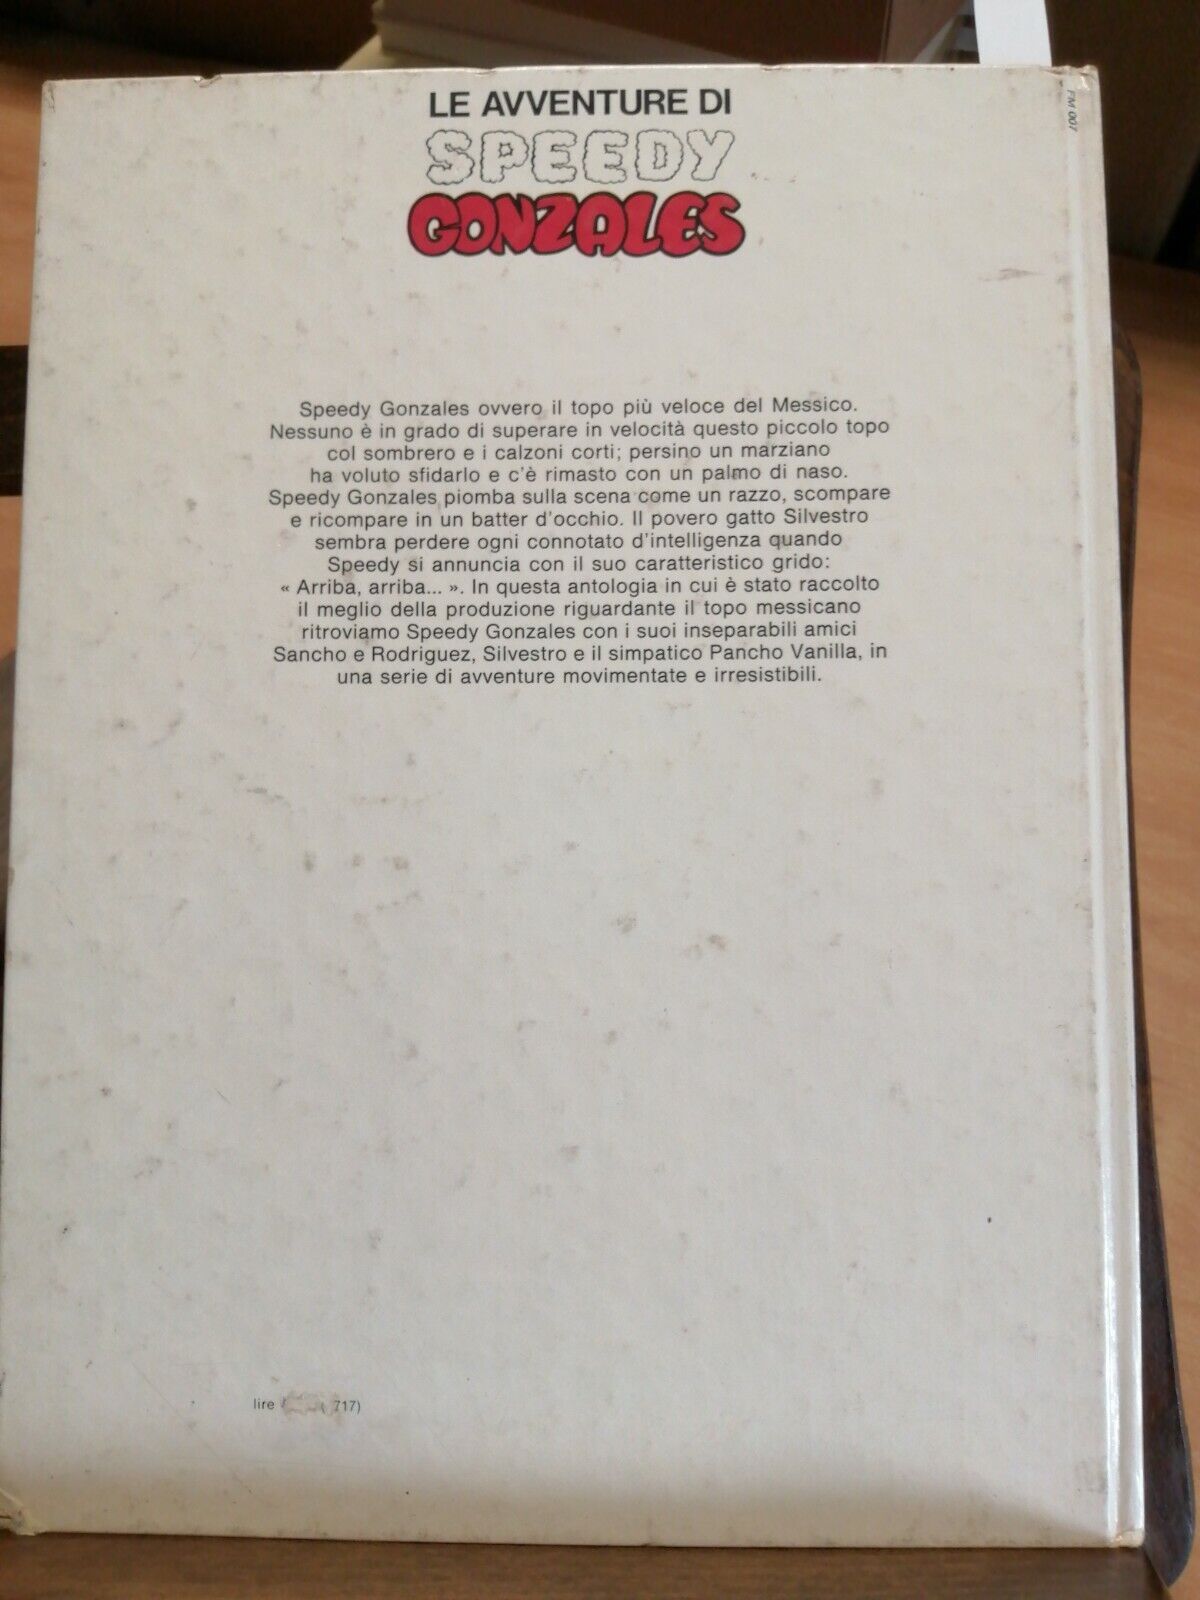 LE AVVENTURE DI
SPEEDY
GONZALES
FM 007
Speedy Gonzales ovvero il topo più veloce del Messico.
Nessuno è in grado di superare in velocità questo piccolo topo
col sombrero e i calzoni corti; persino un marziano
ha voluto sfidarlo e c'è rimasto con un palmo di naso.
Speedy Gonzales piomba sulla scena come un razzo, scompare
e ricompare in un batter d'occhio. Il povero gatto Silvestro
sembra perdere ogni connotato d'intelligenza quando
Speedy si annuncia con il suo caratteristico grido:
« Arriba, arriba... ». In questa antologia in cui è stato raccolto
il meglio della produzione riguardante il topo messicano
ritroviamo Speedy Gonzales con i suoi inseparabili amici
Sancho e Rodriguez, Silvestro e il simpatico Pancho Vanilla, in
una serie di avventure movimentate e irresistibili.
lire 717)